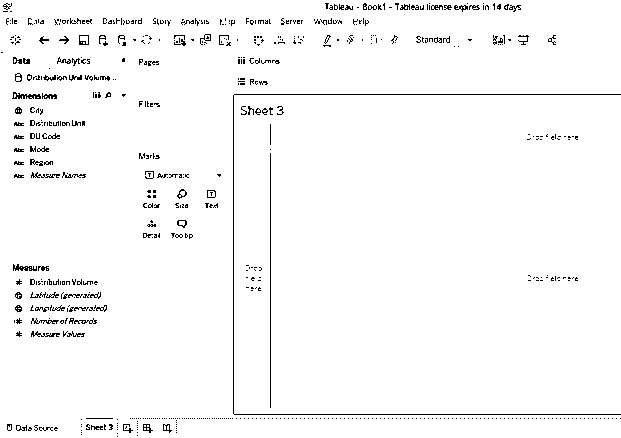 Tableau - Book1 - Tableau license expires in 14 days
File Data Worksheet Dashboard Story Analysis Map Format Server Window Help
Standard
Data Analytics
Pages
Columns
Distribution Unit Volume...
Rows
Dimensions
Filters
Sheet 3
City
Distribution Unit
DU Code
Mode
Region
Measure Names
Drop field here
Marks
Automatic
Color Size Text
Detail Tooltip
Measures
Distribution Volume
Latitude (generated)
Longitude (generated)
Number of Records
Measure Values
Drop
field
here
Drop field here
Data Source
Sheet 3